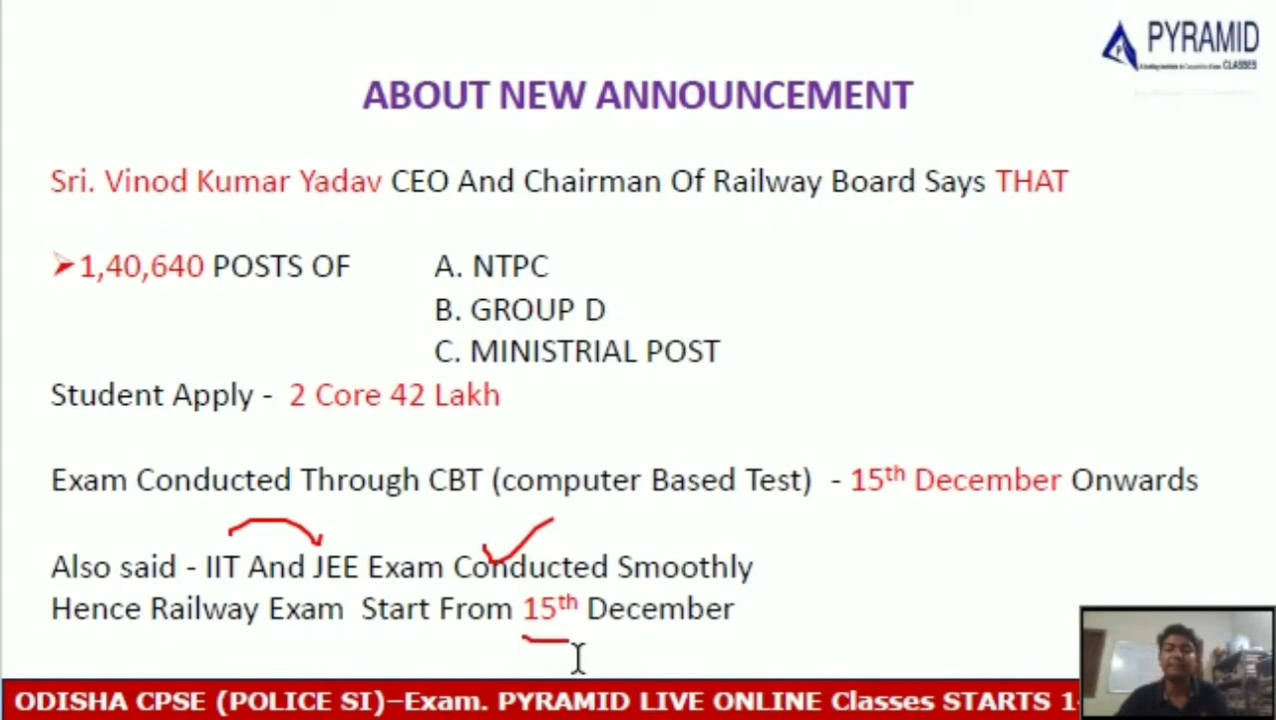 PYRAMID
CLASSES
ABOUT NEW ANNOUNCEMENT
Sri. Vinod Kumar Yadav CEO And Chairman Of Railway Board Says THAT
➢1,40,640 POSTS OF A. NTPC
B. GROUP D
C. MINISTRIAL POST
Student Apply - 2 Core 42 Lakh
Exam Conducted Through CBT (computer Based Test) - 15th December Onwards
Also said - IIT And JEE Exam Conducted Smoothly
Hence Railway Exam Start From 15th December
ODISHA CPSE (POLICE SI)–Exam. PYRAMID LIVE ONLINE Classes STARTS